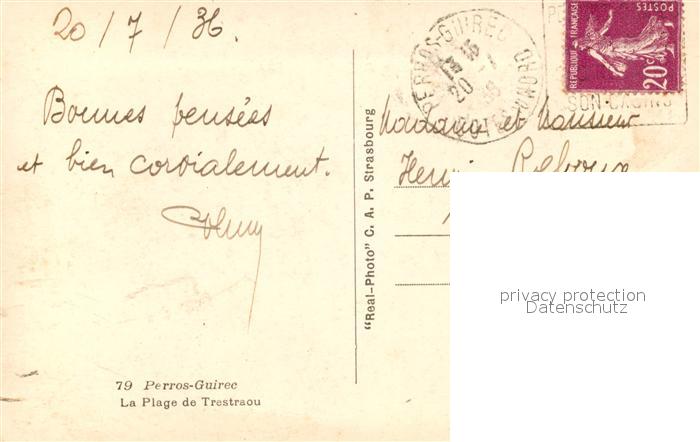 20/7/36.
Bonnes pensées
et bien cordialement.
79 Perros-Guirec
La Plage de Trestraou
"Real-Photo" C. A. P. Strasbourg
PERROS-GUIREC
20
REPUBLIQUE FRANÇAISE
POSTES
20c
SON CASINO
Madame et Monsieur
Henri
privacy protection
Datenschutz